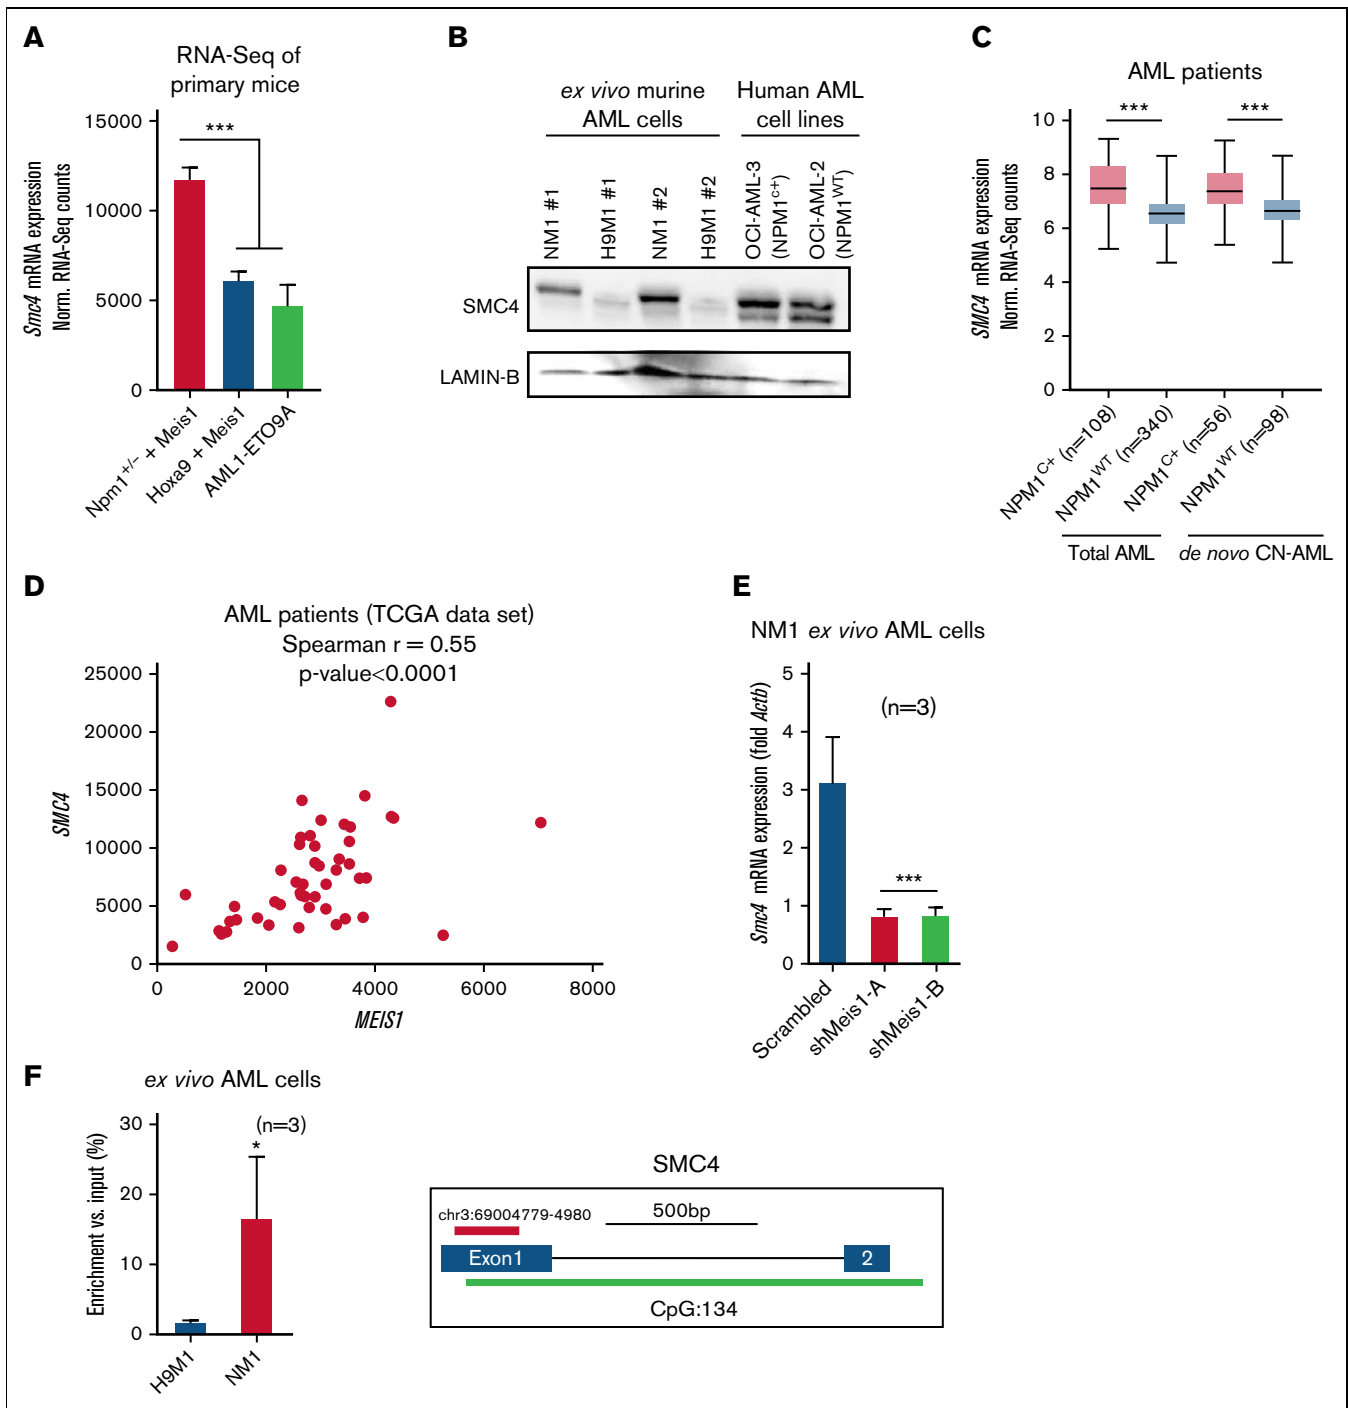 A
RNA-Seq of
primary mice
Smc4 mRNA expression
Norm. RNA-Seq counts
15000
10000
5000
0
***
Npm1+/− + Meis1
Hoxa9 + Meis1
AML1-ETO9A
B
ex vivo murine
AML cells
Human AML
cell lines
NM1 #1
H9M1 #1
NM1 #2
H9M1 #2
OCI-AML-3
(NPM1c+)
OCI-AML-2
(NPM1WT)
SMC4
LAMIN-B
C
AML patients
SMC4 mRNA expression
Norm. RNA-Seq counts
10
8
6
4
2
0
***
***
NPM1C+ (n=108)
NPM1WT (n=340)
NPM1C+ (n=56)
NPM1WT (n=98)
Total AML
de novo CN-AML
D
AML patients (TCGA data set)
Spearman r = 0.55
p-value<0.0001
SMC4
25000
20000
15000
10000
5000
0
0 2000 4000 6000 8000
MEIS1
E
NM1 ex vivo AML cells
Smc4 mRNA expression (fold Actb)
5
4
3
2
1
0
(n=3)
***
Scrambled
shMeis1-A
shMeis1-B
F
ex vivo AML cells
Enrichment vs. input (%)
30
20
10
0
(n=3)
*
H9M1
NM1
SMC4
chr3:69004779-4980
500bp
Exon1
2
CpG:134